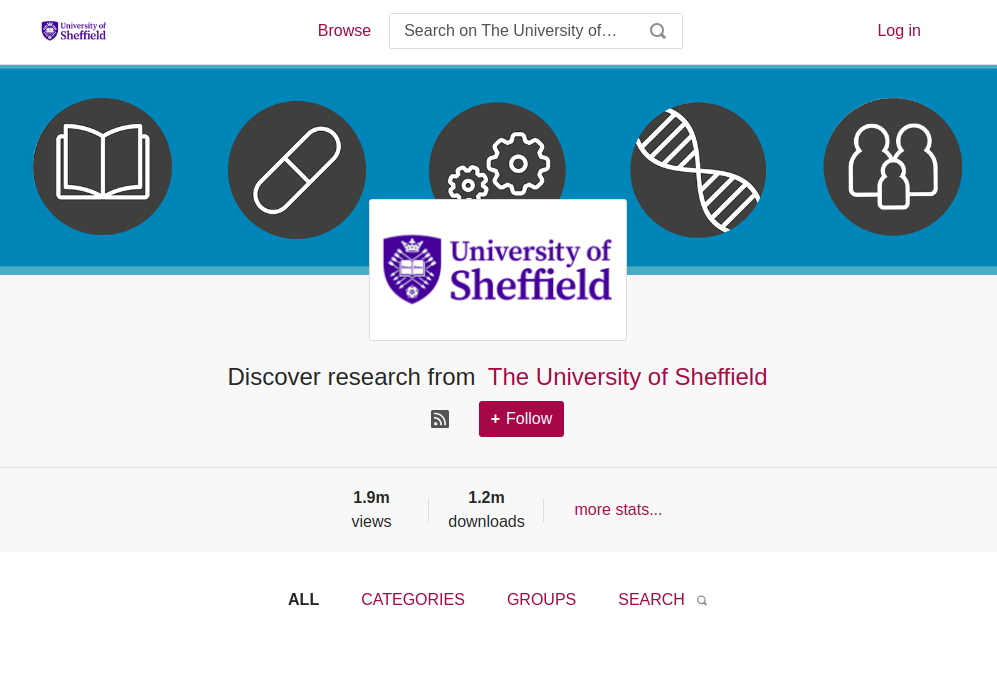 University of
Sheffield
Browse
Search on The University of…
Log in
University of
Sheffield
Discover research from The University of Sheffield
+ Follow
1.9m
views
1.2m
downloads
more stats...
ALL CATEGORIES GROUPS SEARCH